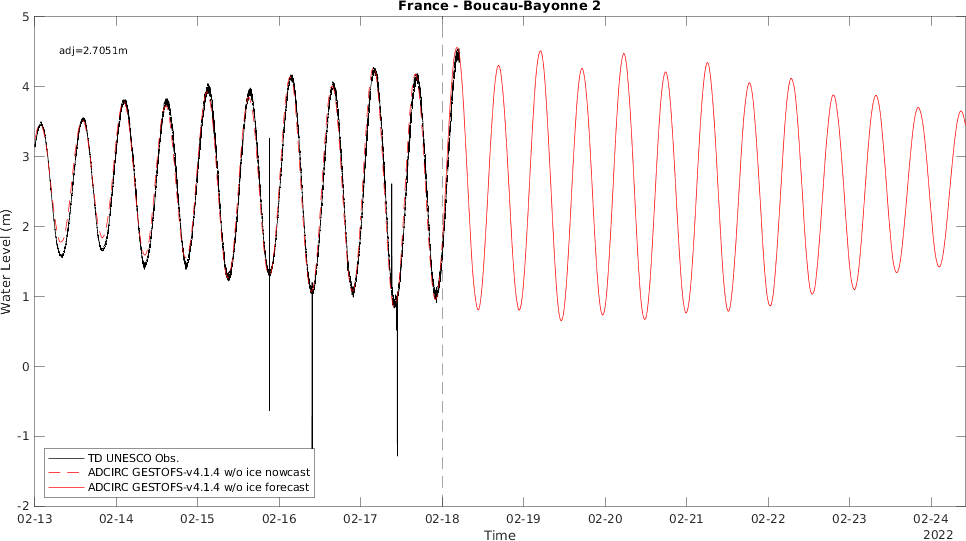 France - Boucau-Bayonne 2
adj=2.7051m
Water Level (m)
5
4
3
2
1
0
-1
-2
TD UNESCO Obs.
ADCIRC GESTOFS-v4.1.4 w/o ice nowcast
ADCIRC GESTOFS-v4.1.4 w/o ice forecast
02-13 02-14 02-15 02-16 02-17 02-18 02-19 02-20 02-21 02-22 02-23 02-24
Time
2022